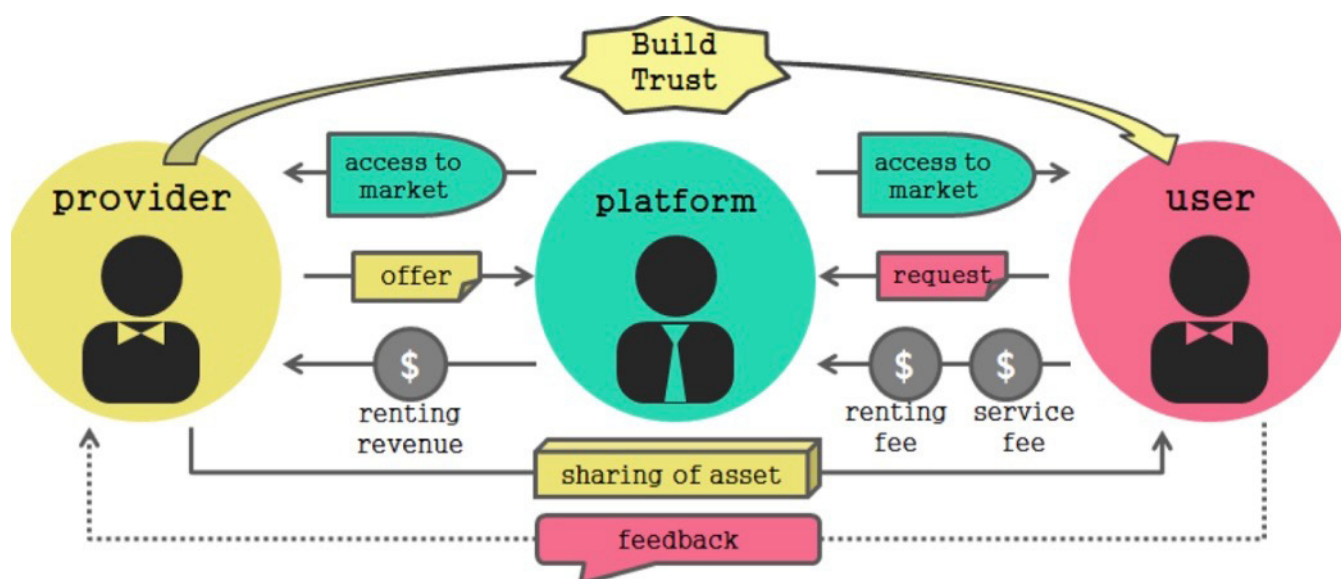 Build
Trust
access to
market
access to
market
provider
platform
user
offer
request
$
$
$
renting
revenue
renting
fee
service
fee
sharing of asset
feedback